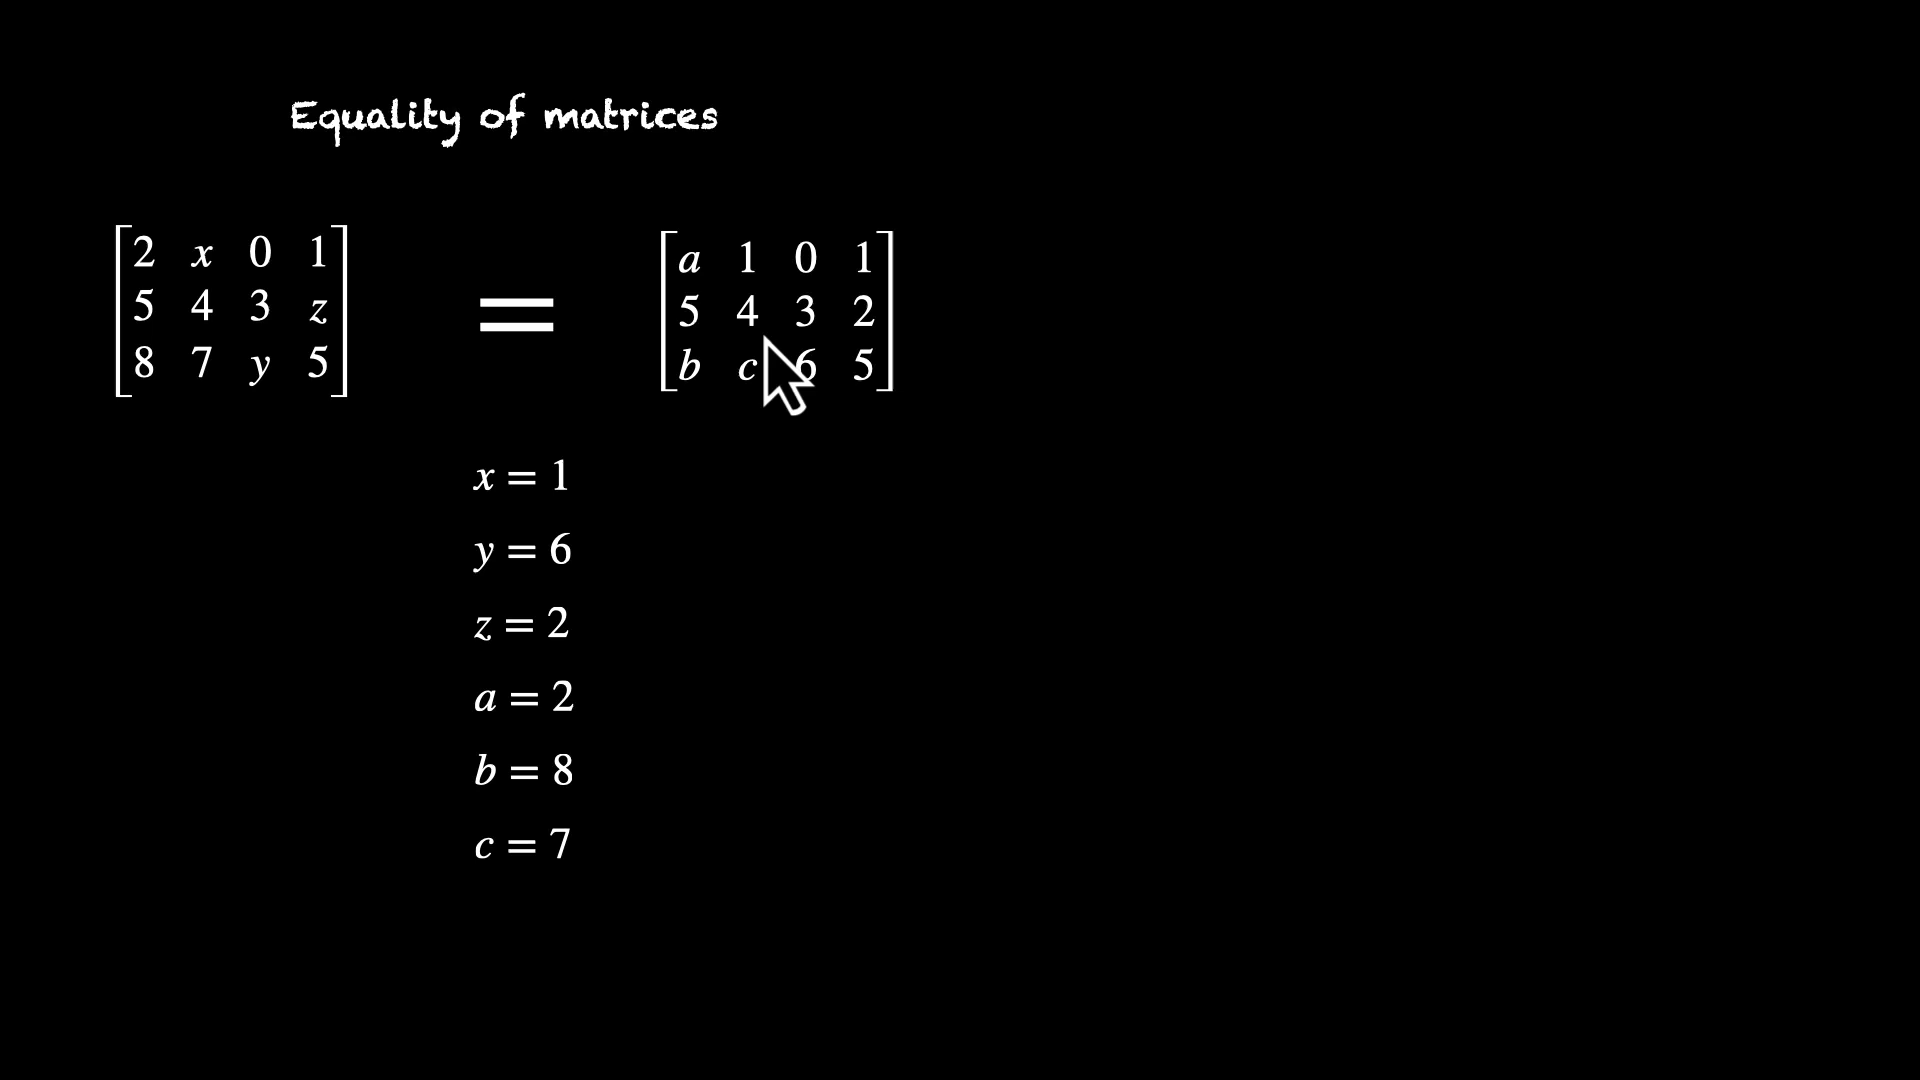 Equality of matrices
2 x 0 1
5 4 3 z
8 7 y 5
=
a 1 0 1
5 4 3 2
b c 6 5
x = 1
y = 6
z = 2
a = 2
b = 8
c = 7